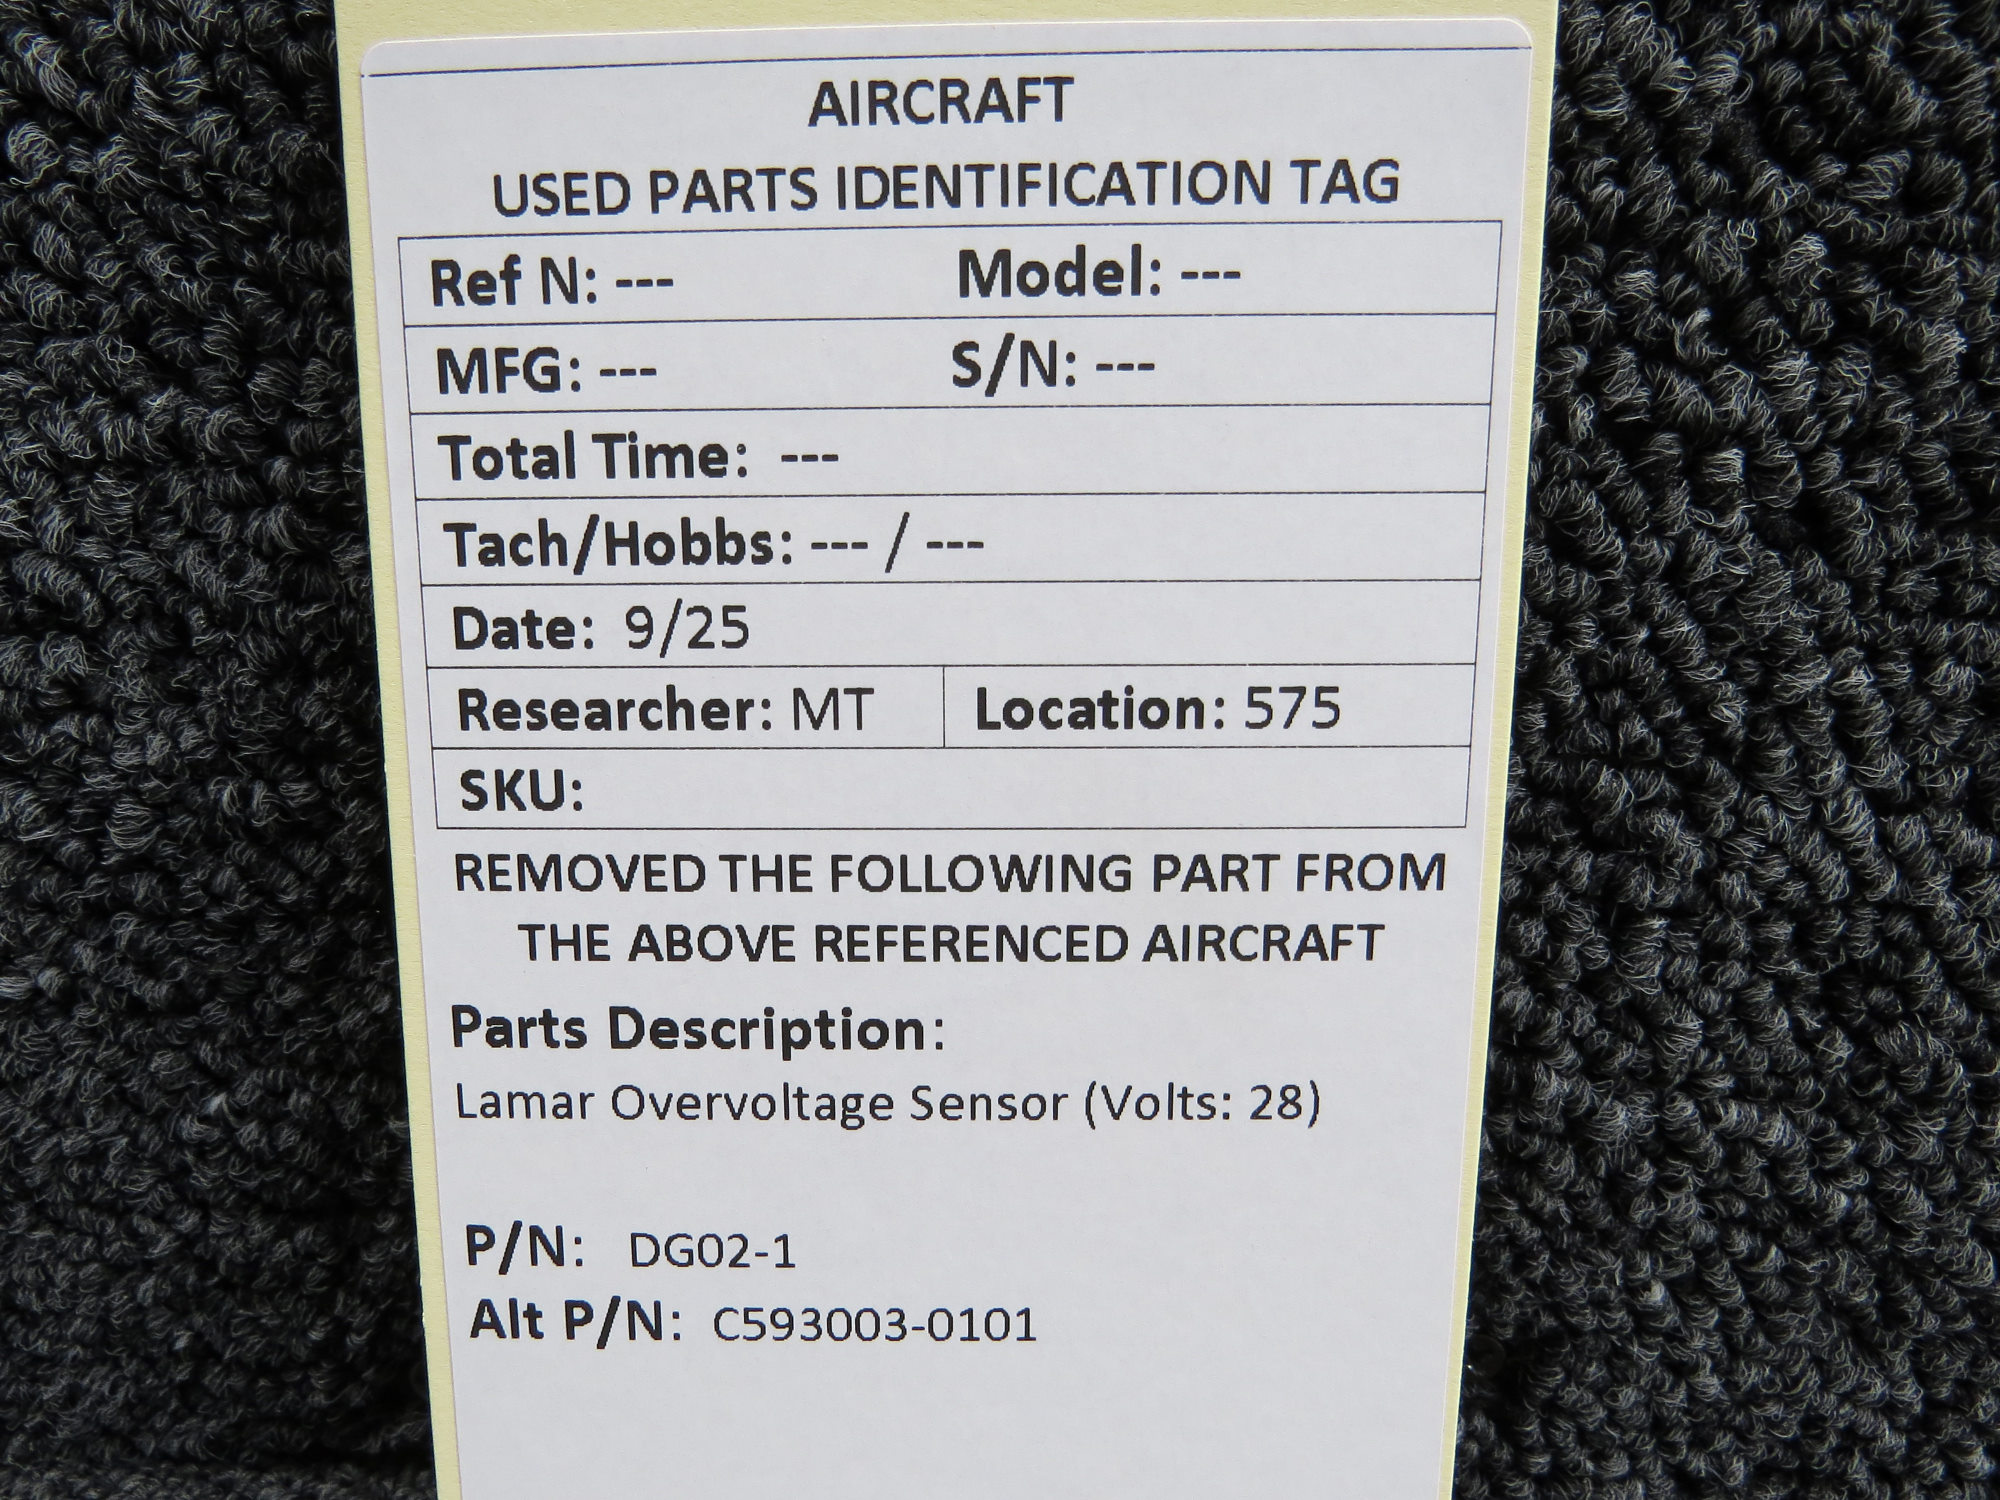 AIRCRAFT
USED PARTS IDENTIFICATION TAG
Ref N: --- Model: ---
MFG: --- S/N: ---
Total Time: ---
Tach/Hobbs: --- / ---
Date: 9/25
Researcher: MT Location: 575
SKU:
REMOVED THE FOLLOWING PART FROM
THE ABOVE REFERENCED AIRCRAFT
Parts Description:
Lamar Overvoltage Sensor (Volts: 28)
P/N: DG02-1
Alt P/N: C593003-0101